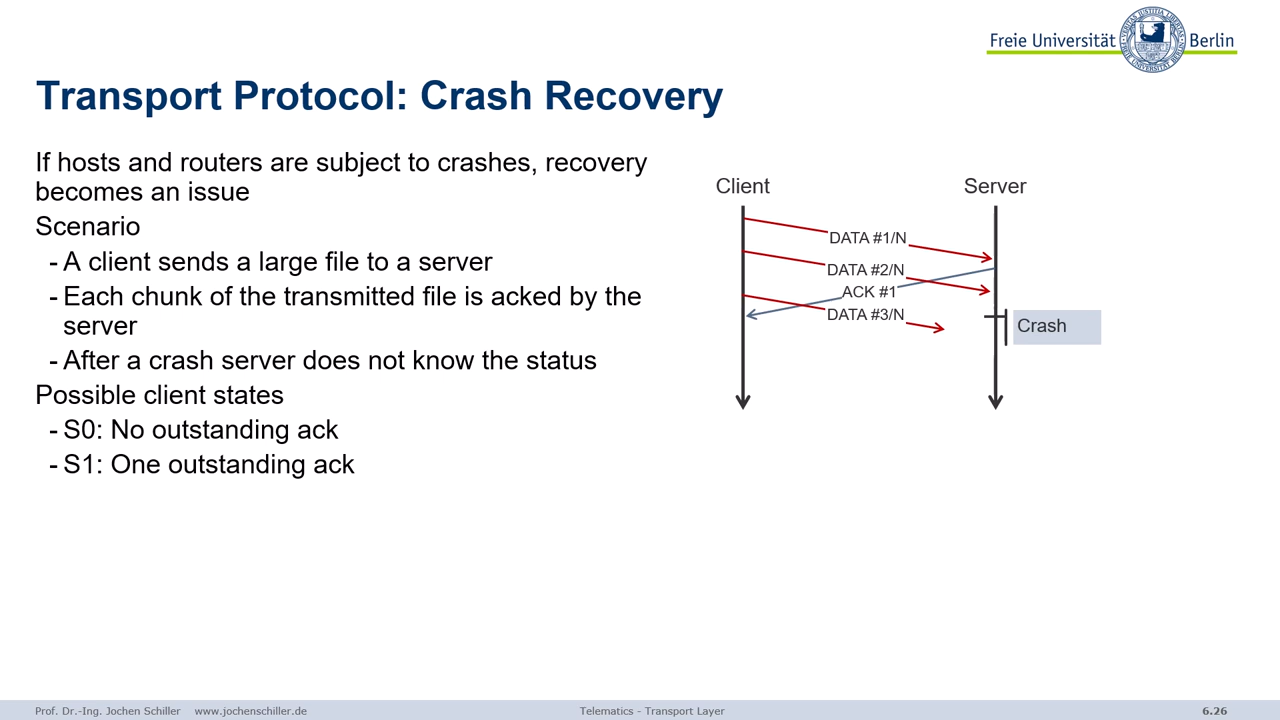 Freie Universität Berlin
Transport Protocol: Crash Recovery
If hosts and routers are subject to crashes, recovery
becomes an issue
Scenario
- A client sends a large file to a server
- Each chunk of the transmitted file is acked by the
server
- After a crash server does not know the status
Possible client states
- S0: No outstanding ack
- S1: One outstanding ack
Client
Server
DATA #1/N
DATA #2/N
ACK #1
DATA #3/N
Crash
Prof. Dr.-Ing. Jochen Schiller www.jochenschiller.de
Telematics - Transport Layer
6.26